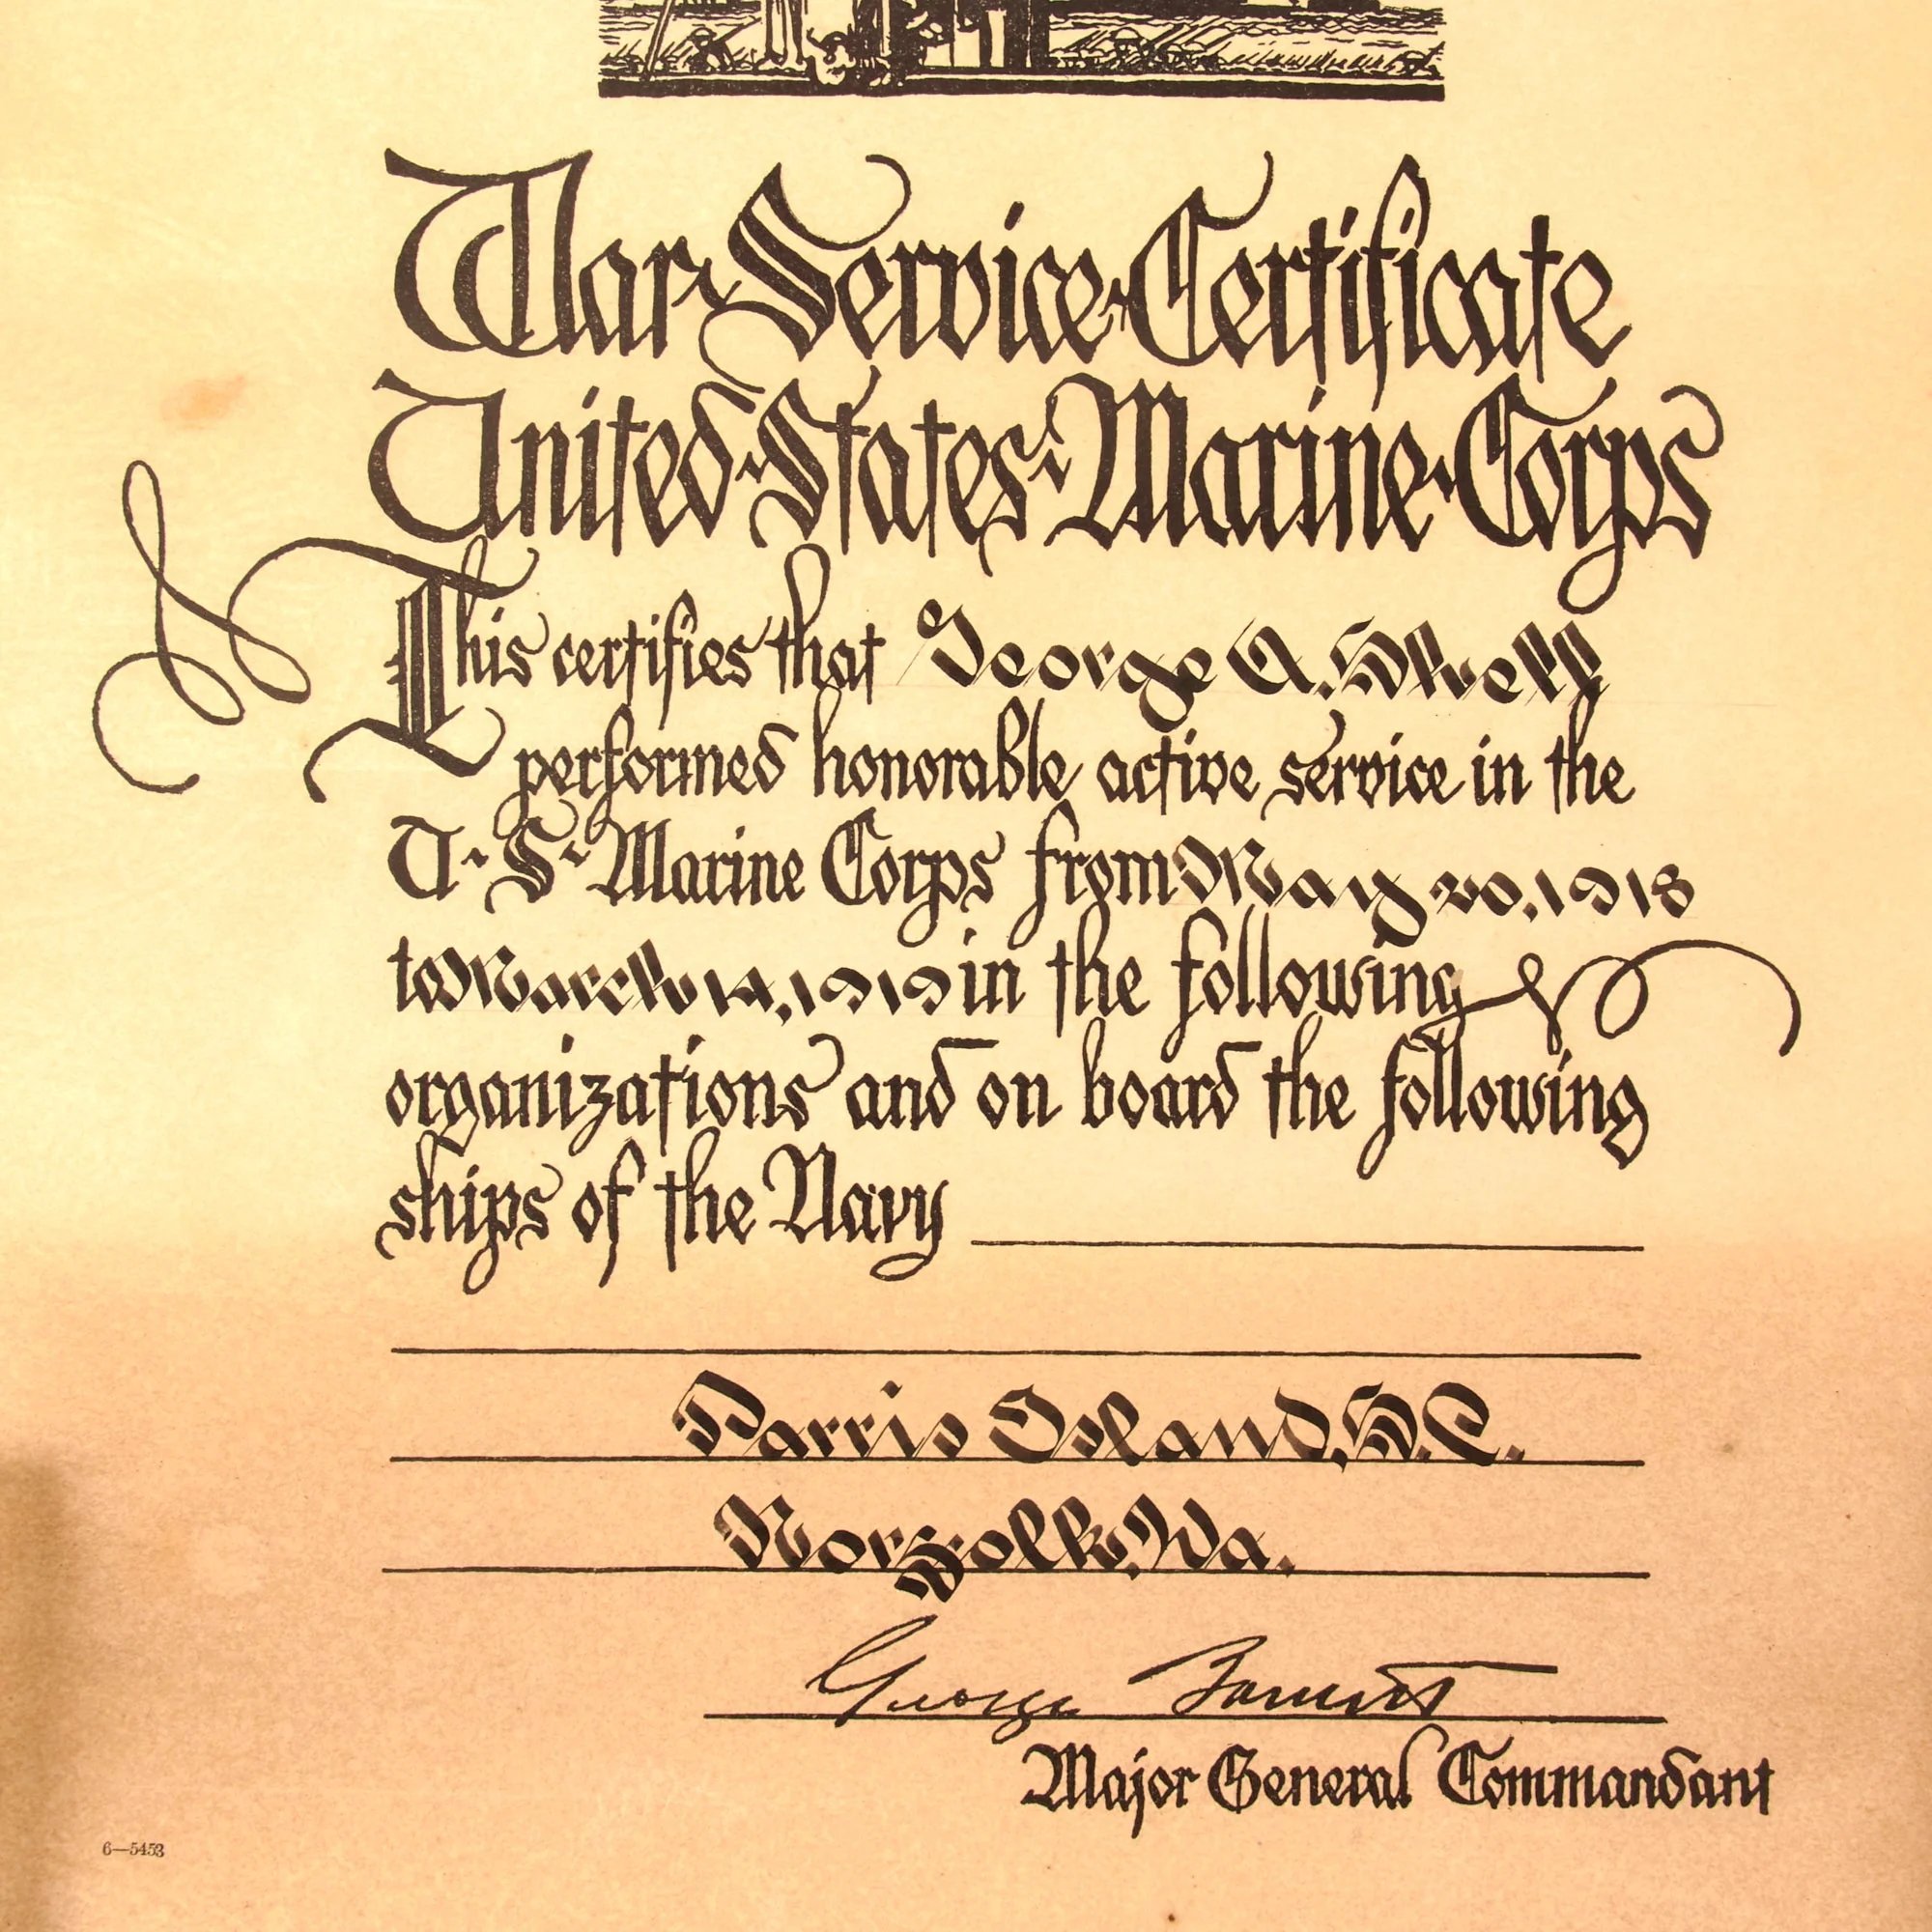 War Service Certificate
United States Marine Corps
This certifies that George A.
performed honorable active service in the
U. S. Marine Corps from May 20, 1918
to March 14, 1919 in the following
organizations and on board the following
ships of the Navy
Parris Island, S.C.
Norfolk, Va.
George Barnett
Major General Commandant
6—5453